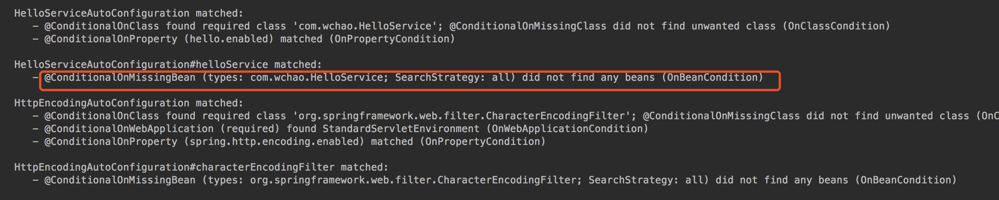 HelloServiceAutoConfiguration matched:
– @ConditionalOnClass found required class 'com.wchao.HelloService'; @ConditionalOnMissingClass did not find unwanted class (OnClassCondition)
– @ConditionalOnProperty (hello.enabled) matched (OnPropertyCondition)
HelloServiceAutoConfiguration#helloService matched:
– @ConditionalOnMissingBean (types: com.wchao.HelloService; SearchStrategy: all) did not find any beans (OnBeanCondition)
HttpEncodingAutoConfiguration matched:
– @ConditionalOnClass found required class 'org.springframework.web.filter.CharacterEncodingFilter'; @ConditionalOnMissingClass did not find unwanted class (OnC
– @ConditionalOnWebApplication (required) found StandardServletEnvironment (OnWebApplicationCondition)
– @ConditionalOnProperty (spring.http.encoding.enabled) matched (OnPropertyCondition)
HttpEncodingAutoConfiguration#characterEncodingFilter matched:
– @ConditionalOnMissingBean (types: org.springframework.web.filter.CharacterEncodingFilter; SearchStrategy: all) did not find any beans (OnBeanCondition)